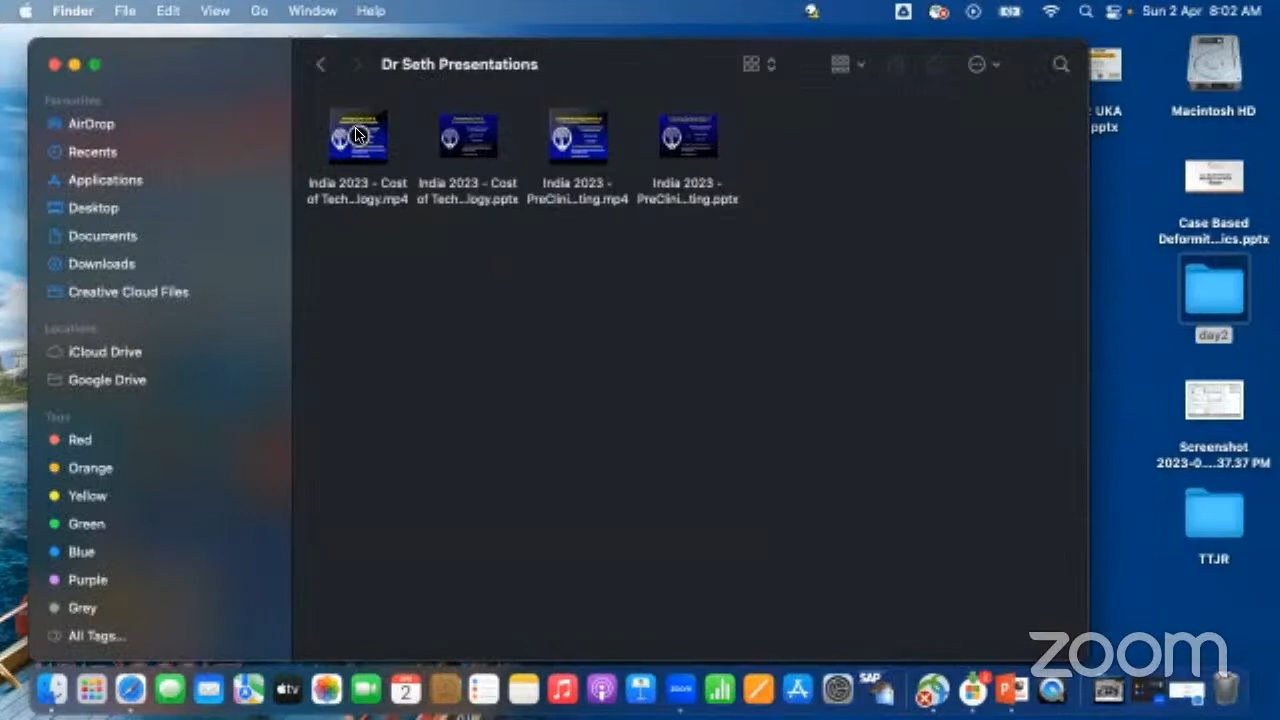 Finder File Edit View Go Window Help Sun 2 Apr 8:02 AM
Dr Seth Presentations
Favourites
AirDrop
Recents
Applications
Desktop
Documents
Downloads
Creative Cloud Files
Locations
iCloud Drive
Google Drive
Tags
Red
Orange
Yellow
Green
Blue
Purple
Grey
All Tags...
India 2023 - Cost
of Tech...logy.mp4
India 2023 - Cost
of Tech...logy.pptx
India 2023 -
PreClini...ting.mp4
India 2023 -
PreClini...ting.pptx
UKA
pptx
Macintosh HD
Case Based
Deformit...ics.pptx
day2
Screenshot
2023-0....37.37 PM
TTJR
zoom
tv
2
zoom
SAP